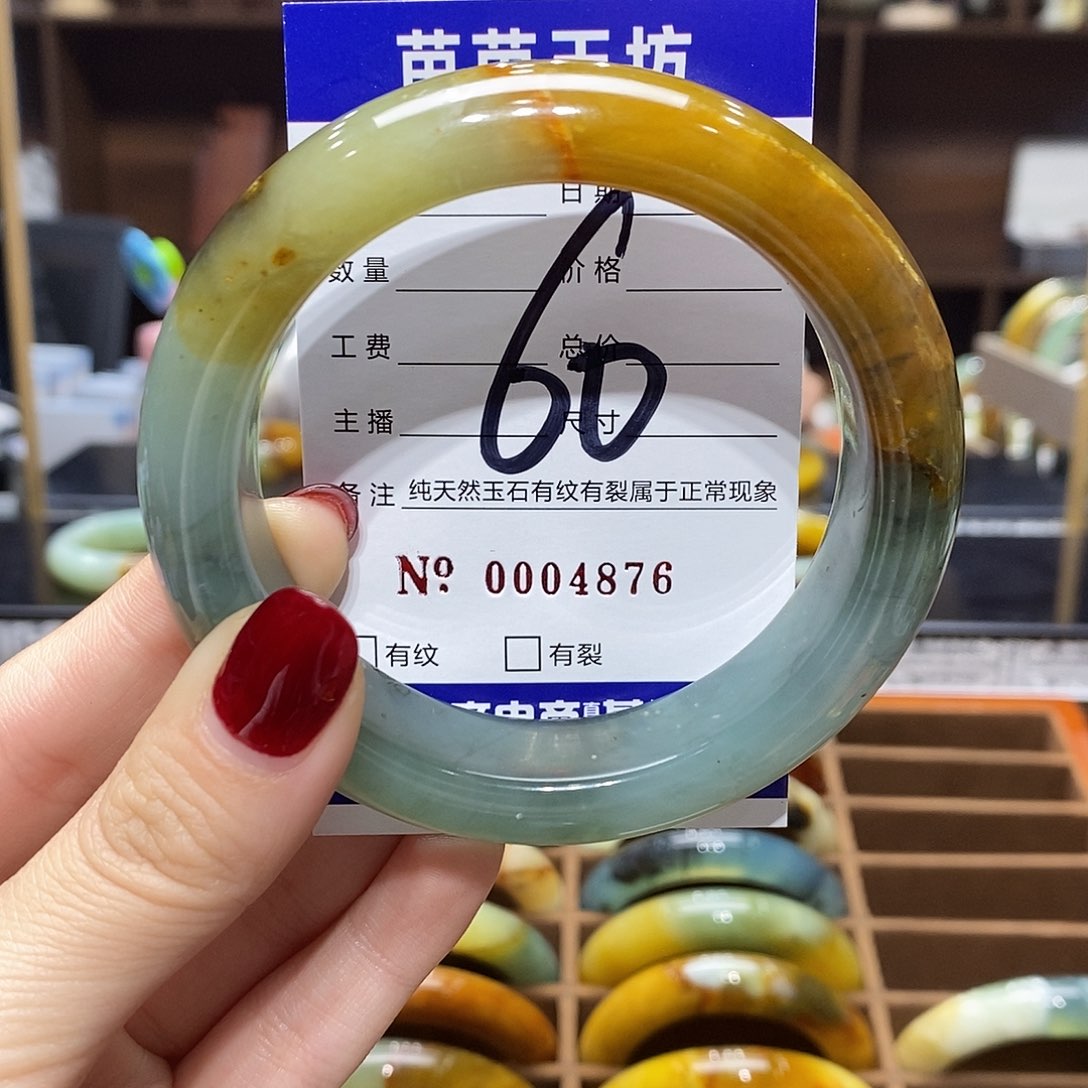 日期
数量 价格
60
工费 总价
主播 尺寸
备注 纯天然玉石有纹有裂属于正常现象
Nº 0004876
有纹 有裂